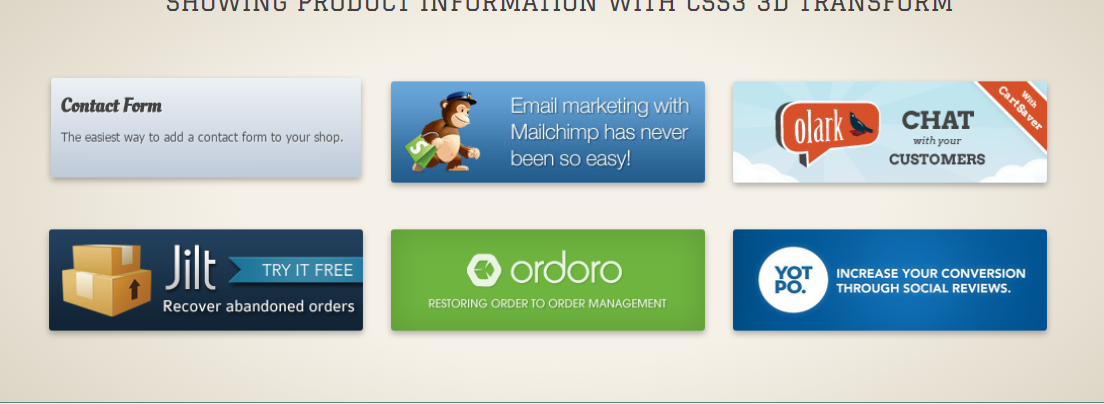 SHOWING PRODUCT INFORMATION WITH CSS3 3D TRANSFORM
Contact Form
The easiest way to add a contact form to your shop.
Email marketing with
Mailchimp has never
been so easy!
S
olark
CHAT
with your
CUSTOMERS
With
CartSaver
Jilt
TRY IT FREE
Recover abandoned orders
ordoro
RESTORING ORDER TO ORDER MANAGEMENT
YOT
PO.
INCREASE YOUR CONVERSION
THROUGH SOCIAL REVIEWS.